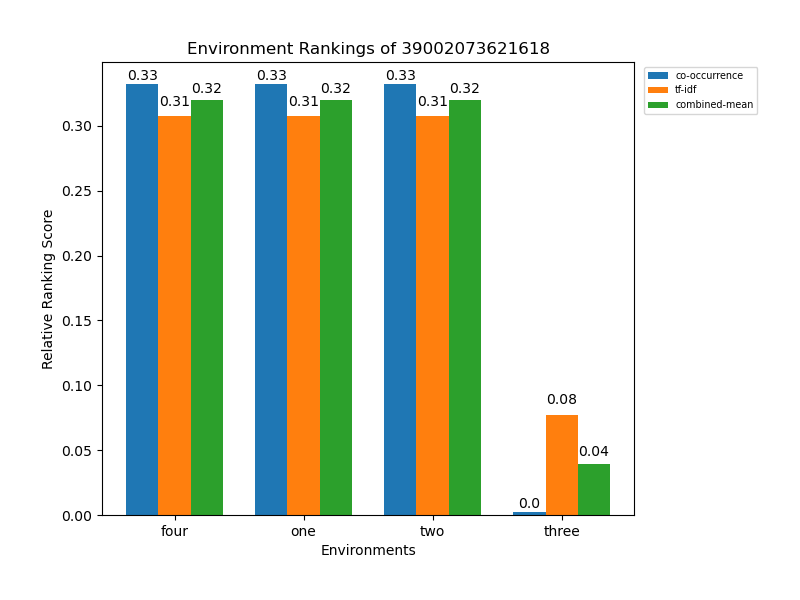 Environment Rankings of 39002073621618
co-occurrence
tf-idf
combined-mean
0.33 0.31 0.32 0.33 0.31 0.32 0.33 0.31 0.32 0.0 0.08 0.04
Relative Ranking Score
0.30
0.25
0.20
0.15
0.10
0.05
0.00
four one two three
Environments